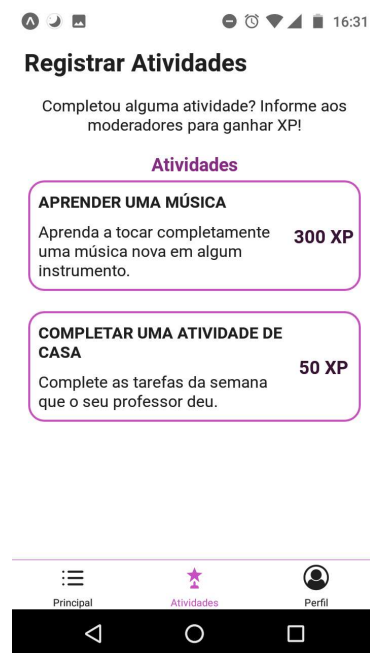 16:31
Registrar Atividades
Completou alguma atividade? Informe aos
moderadores para ganhar XP!
Atividades
APRENDER UMA MÚSICA
Aprenda a tocar completamente
uma música nova em algum
instrumento.
300 XP
COMPLETAR UMA ATIVIDADE DE
CASA
Complete as tarefas da semana
que o seu professor deu.
50 XP
Principal
Atividades
Perfil